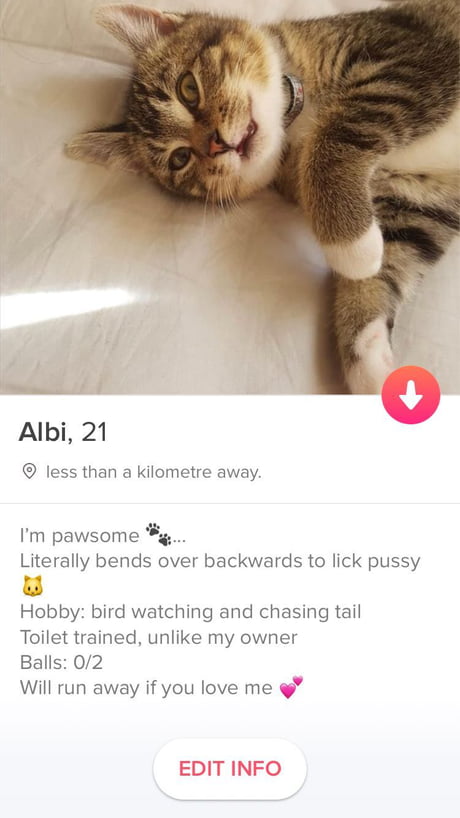 Albi, 21
less than a kilometre away.
I'm pawsome 🐾...
Literally bends over backwards to lick pussy
🐱
Hobby: bird watching and chasing tail
Toilet trained, unlike my owner
Balls: 0/2
Will run away if you love me 💕
EDIT INFO